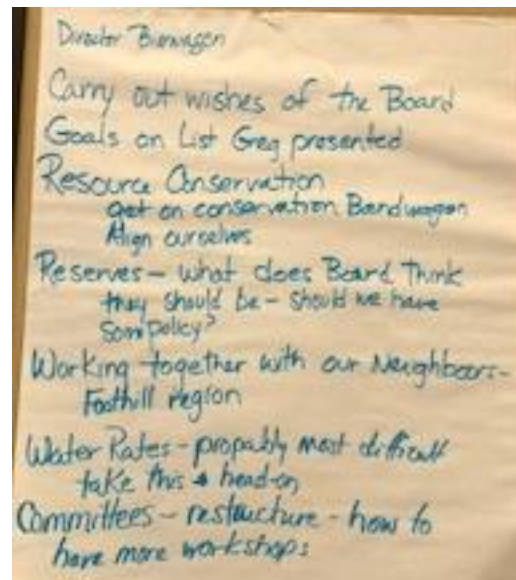 Director Bierwagen
Carry out wishes of the Board
Goals on List Greg presented
Resource Conservation
Get on conservation Bandwagon
Align ourselves
Reserves - what does Board Think
they should be - should we have
some policy?
Working together with our Neighboors -
Foothill region
Water Rates - propably most difficult
take this head-on
Committees - restructure - how to
have more workshops